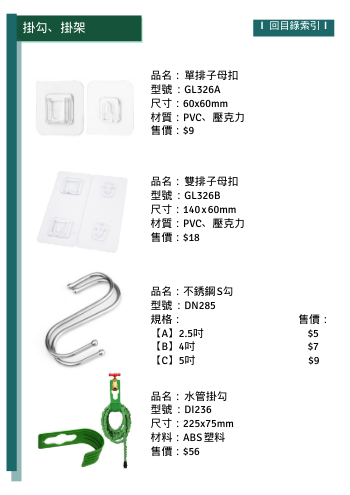 掛勾、掛架
回目錄索引
品名：單排子母扣
型號：GL326A
尺寸：60x60mm
材質：PVC、壓克力
售價：$9
品名：雙排子母扣
型號：GL326B
尺寸：140x60mm
材質：PVC、壓克力
售價：$18
品名：不銹鋼S勾
型號：DN285
規格： 售價：
【A】2.5吋 $5
【B】4吋 $7
【C】5吋 $9
品名：水管掛勾
型號：DI236
尺寸：225x75mm
材料：ABS塑料
售價：$56